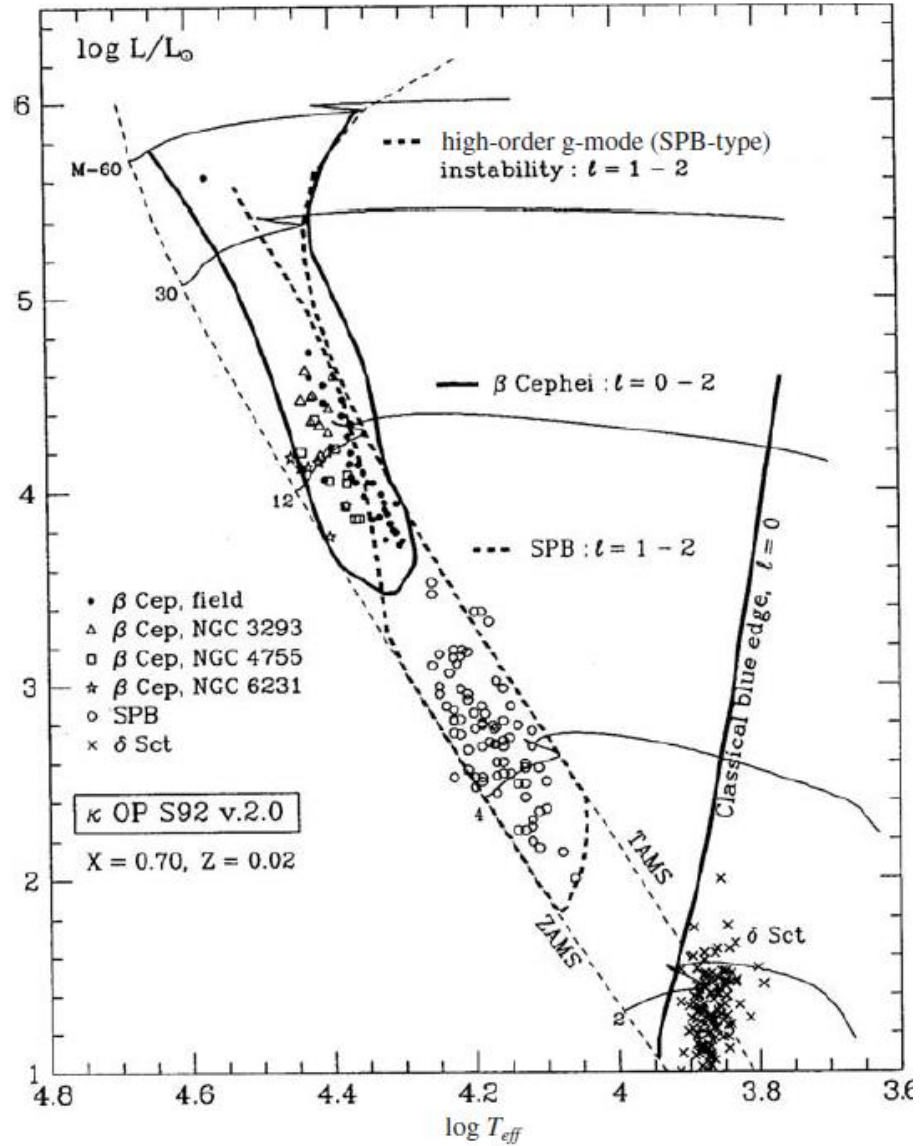 log L/L☉
6
5
4
3
2
1
M-60
30
12
4
2
high-order g-mode (SPB-type)
instability : ℓ = 1 − 2
β Cephei : ℓ = 0 − 2
SPB : ℓ = 1 − 2
Classical blue edge, ℓ=0
• β Cep, field
△ β Cep, NGC 3293
□ β Cep, NGC 4755
☆ β Cep, NGC 6231
○ SPB
× δ Sct
κ OP S92 v.2.0
X = 0.70, Z = 0.02
TAMS
ZAMS
δ Sct
4.8 4.6 4.4 4.2 4 3.8 3.6
log Teff